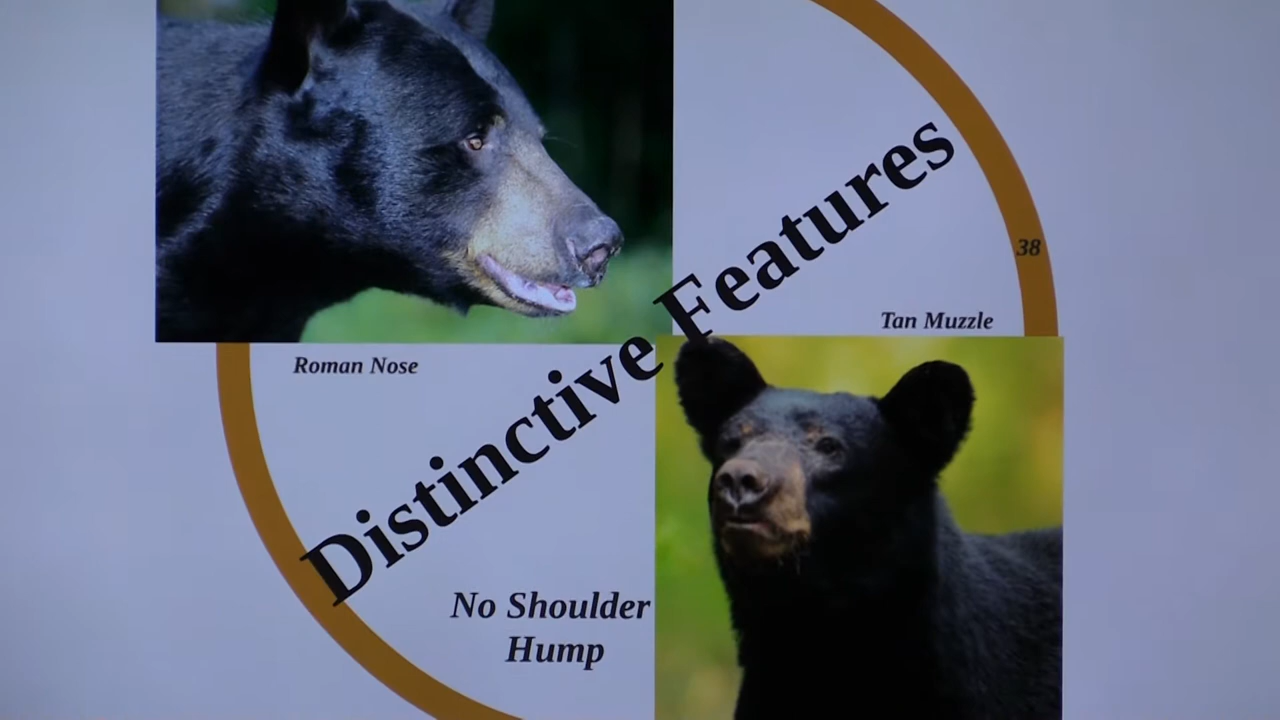 Distinctive Features
38
Tan Muzzle
Roman Nose
No Shoulder
Hump